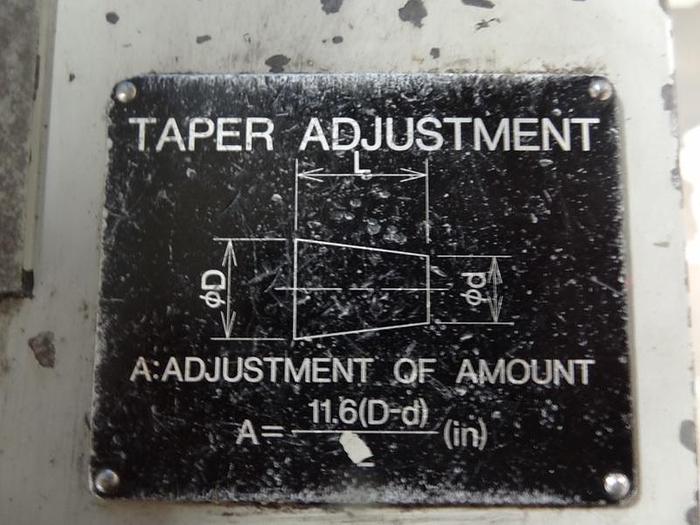 TAPER ADJUSTMENT
L
φD
φd
A:ADJUSTMENT OF AMOUNT
A= 11.6(D-d) (in)